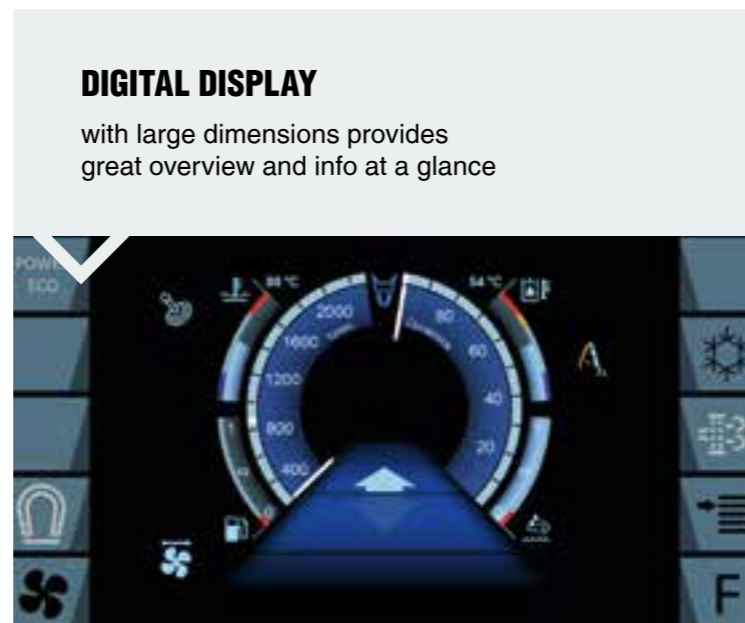 DIGITAL DISPLAY
with large dimensions provides
great overview and info at a glance
ECO
2000
1600
1200
800
400
80
60
40
20
F